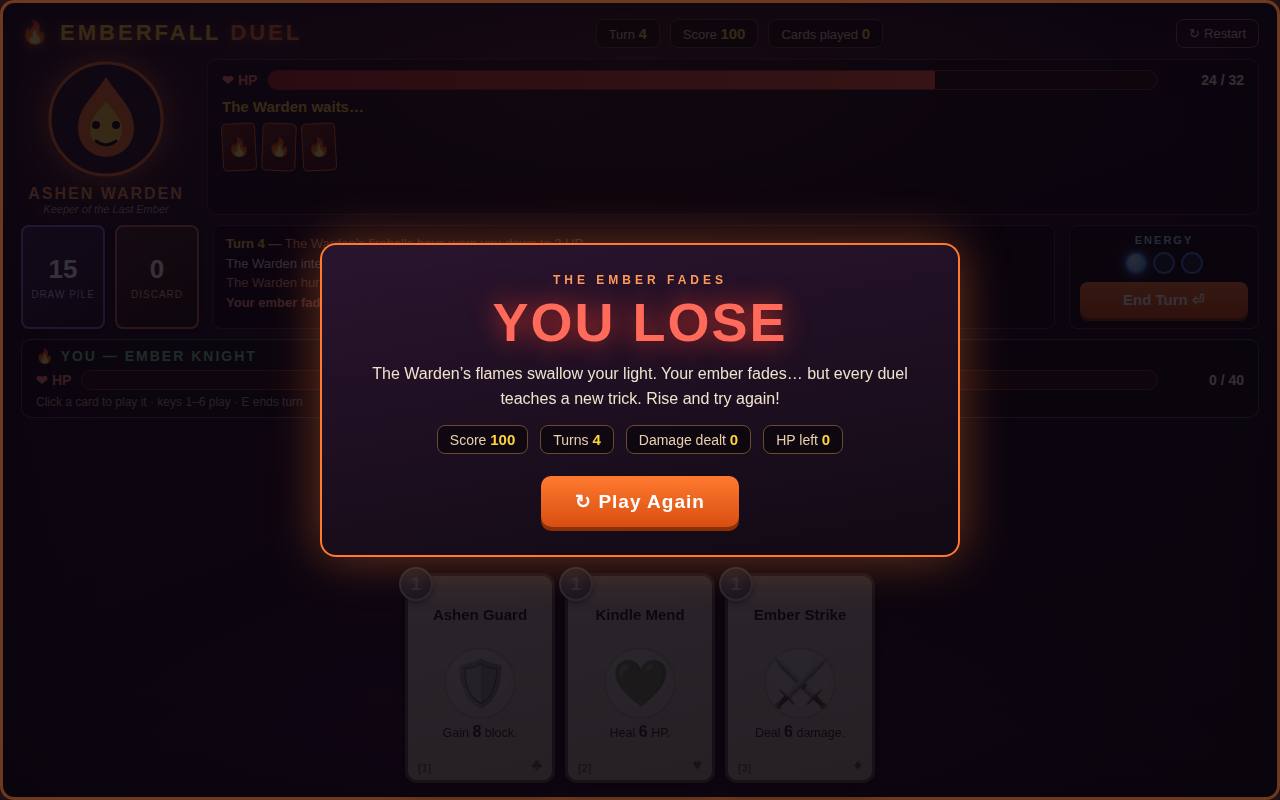 EMBERFALL DUEL
Turn 4
Score 100
Cards played 0
↻ Restart
❤ HP
24 / 32
The Warden waits…
ASHEN WARDEN
Keeper of the Last Ember
15
DRAW PILE
0
DISCARD
Turn 4 — The Warden's
The Warden inte
The Warden hur
Your ember fad
ENERGY
End Turn ⏎
YOU — EMBER KNIGHT
❤ HP
0 / 40
Click a card to play it · keys 1–6 play · E ends turn
THE EMBER FADES
YOU LOSE
The Warden’s flames swallow your light. Your ember fades… but every duel
teaches a new trick. Rise and try again!
Score 100
Turns 4
Damage dealt 0
HP left 0
↻ Play Again
1
Ashen Guard
Gain 8 block.
[1]
1
Kindle Mend
Heal 6 HP.
[2]
1
Ember Strike
Deal 6 damage.
[3]